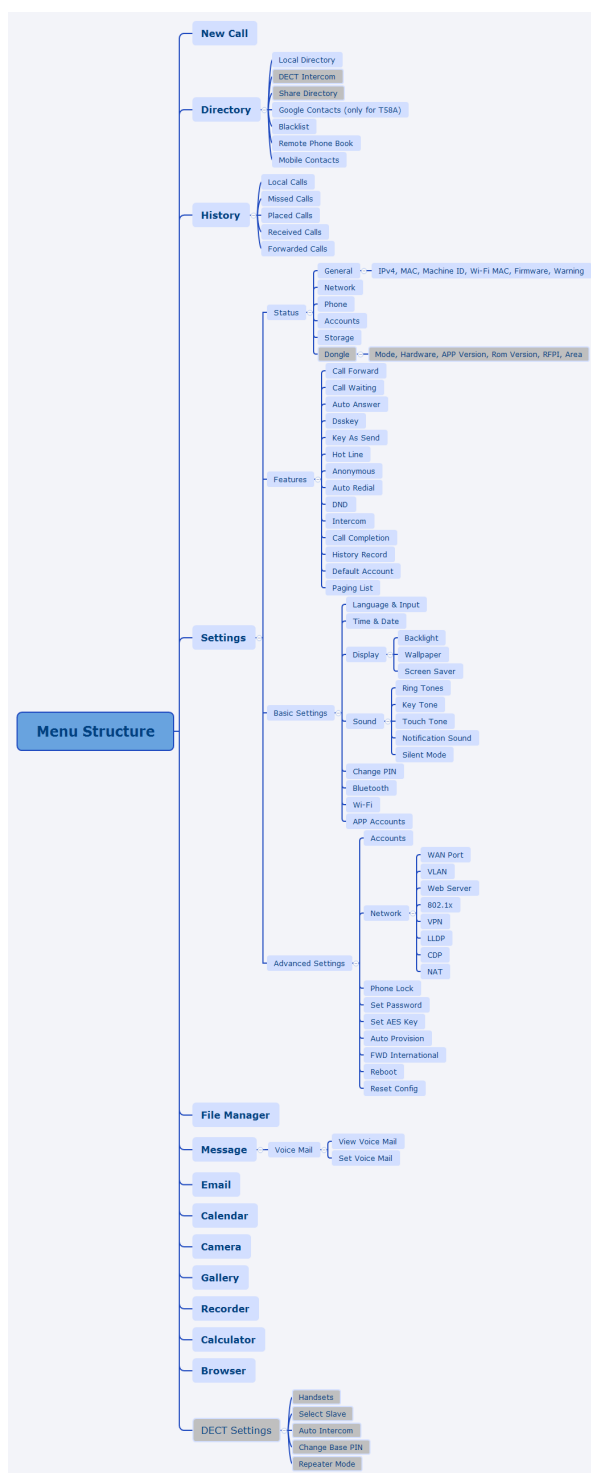 Menu Structure
New Call
Directory
Local Directory
DECT Intercom
Share Directory
Google Contacts (only for T58A)
Blacklist
Remote Phone Book
Mobile Contacts
History
Local Calls
Missed Calls
Placed Calls
Received Calls
Forwarded Calls
Settings
Status
General
IPv4, MAC, Machine ID, Wi-Fi MAC, Firmware, Warning
Network
Phone
Accounts
Storage
Dongle
Mode, Hardware, APP Version, Rom Version, RFPI, Area
Features
Call Forward
Call Waiting
Auto Answer
Dsskey
Key As Send
Hot Line
Anonymous
Auto Redial
DND
Intercom
Call Completion
History Record
Default Account
Paging List
Basic Settings
Language & Input
Time & Date
Display
Backlight
Wallpaper
Screen Saver
Sound
Ring Tones
Key Tone
Touch Tone
Notification Sound
Silent Mode
Change PIN
Bluetooth
Wi-Fi
APP Accounts
Advanced Settings
Accounts
Network
WAN Port
VLAN
Web Server
802.1x
VPN
LLDP
CDP
NAT
Phone Lock
Set Password
Set AES Key
Auto Provision
FWD International
Reboot
Reset Config
File Manager
Message
Voice Mail
View Voice Mail
Set Voice Mail
Email
Calendar
Camera
Gallery
Recorder
Calculator
Browser
DECT Settings
Handsets
Select Slave
Auto Intercom
Change Base PIN
Repeater Mode